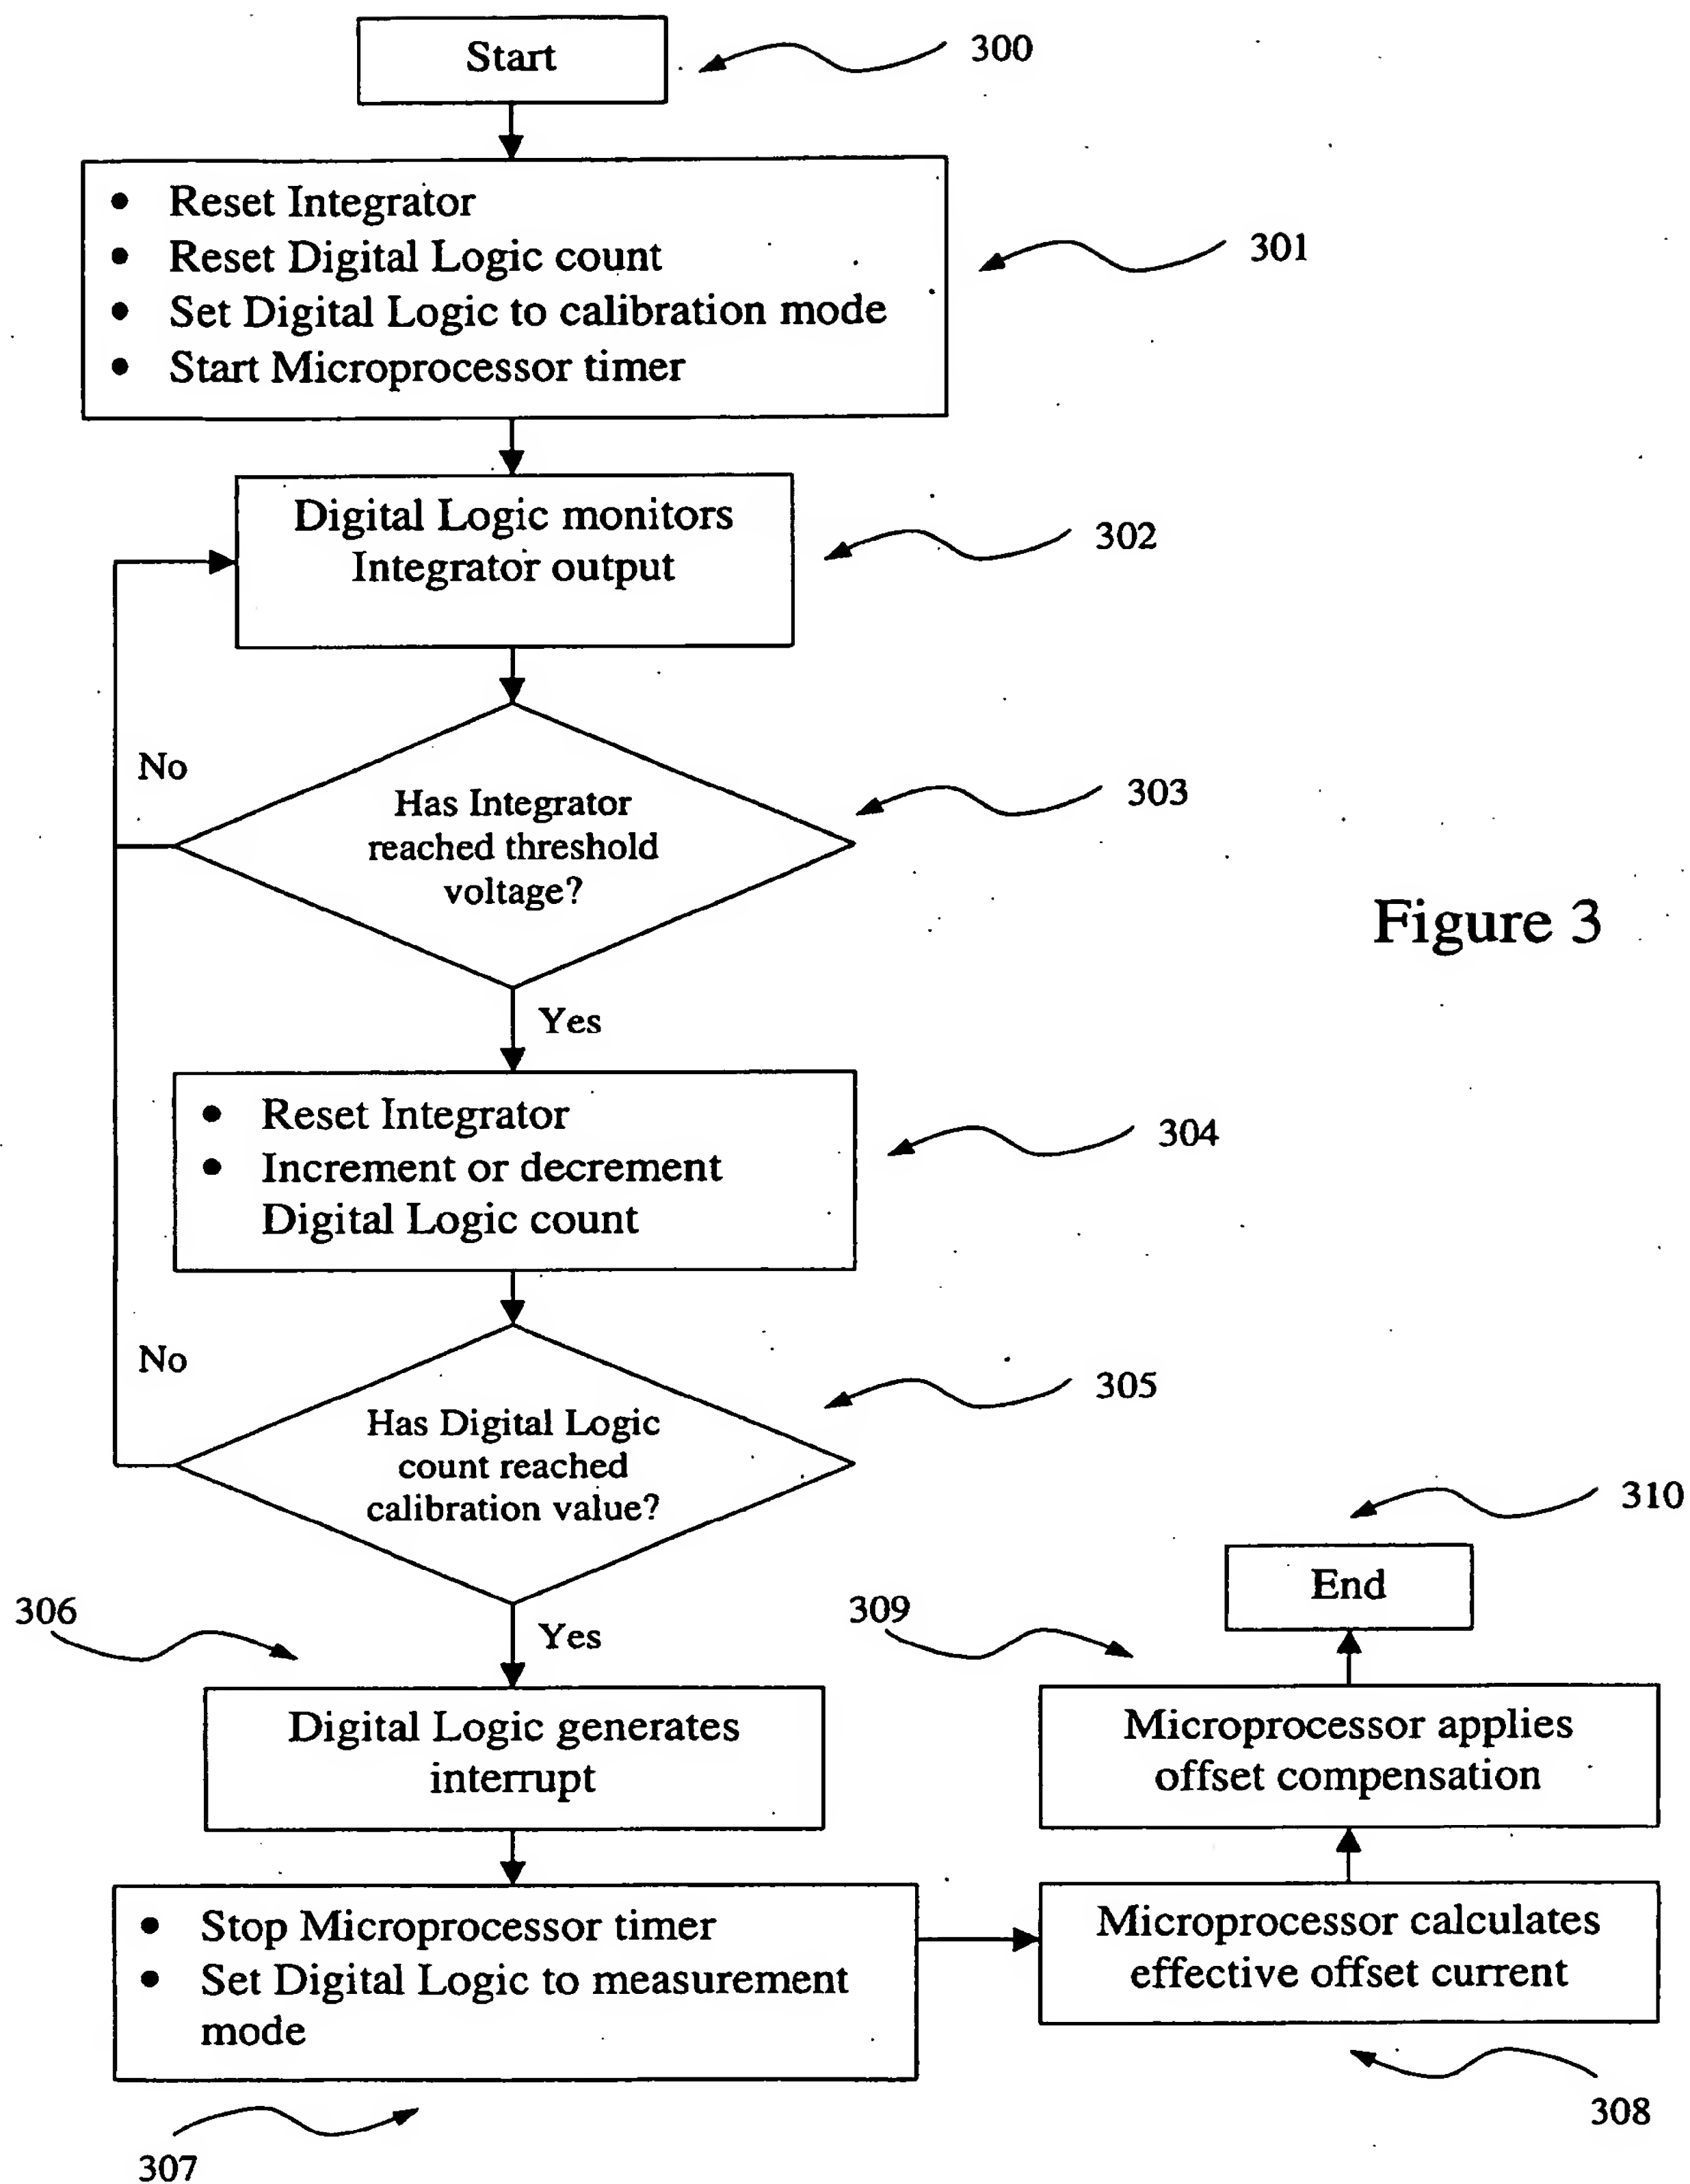 Start
300
• Reset Integrator
• Reset Digital Logic count
• Set Digital Logic to calibration mode
• Start Microprocessor timer
301
Digital Logic monitors
Integrator output
302
No
Has Integrator
reached threshold
voltage?
303
Figure 3
Yes
• Reset Integrator
• Increment or decrement
Digital Logic count
304
No
Has Digital Logic
count reached
calibration value?
305
Yes
306
Digital Logic generates
interrupt
• Stop Microprocessor timer
• Set Digital Logic to measurement
mode
307
Microprocessor calculates
effective offset current
308
309
Microprocessor applies
offset compensation
End
310